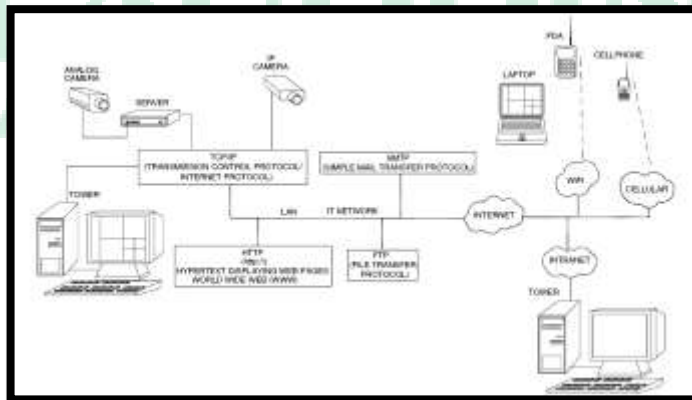 PDA
CELLPHONE
IP
CAMERA
ANALOG
CAMERA
LAPTOP
SERVER
TCP/IP
(TRANSMISSION CONTROL PROTOCOL/
INTERNET PROTOCOL)
SMTP
(SIMPLE MAIL TRANSFER PROTOCOL)
WIFI
CELLULAR
TOWER
LAN
IT NETWORK
INTERNET
HTTP
HYPERTEXT DISPLAYING WEB PAGES
WORLD WIDE WEB (WWW)
FTP
(FILE TRANSFER
PROTOCOL)
INTRANET
TOWER